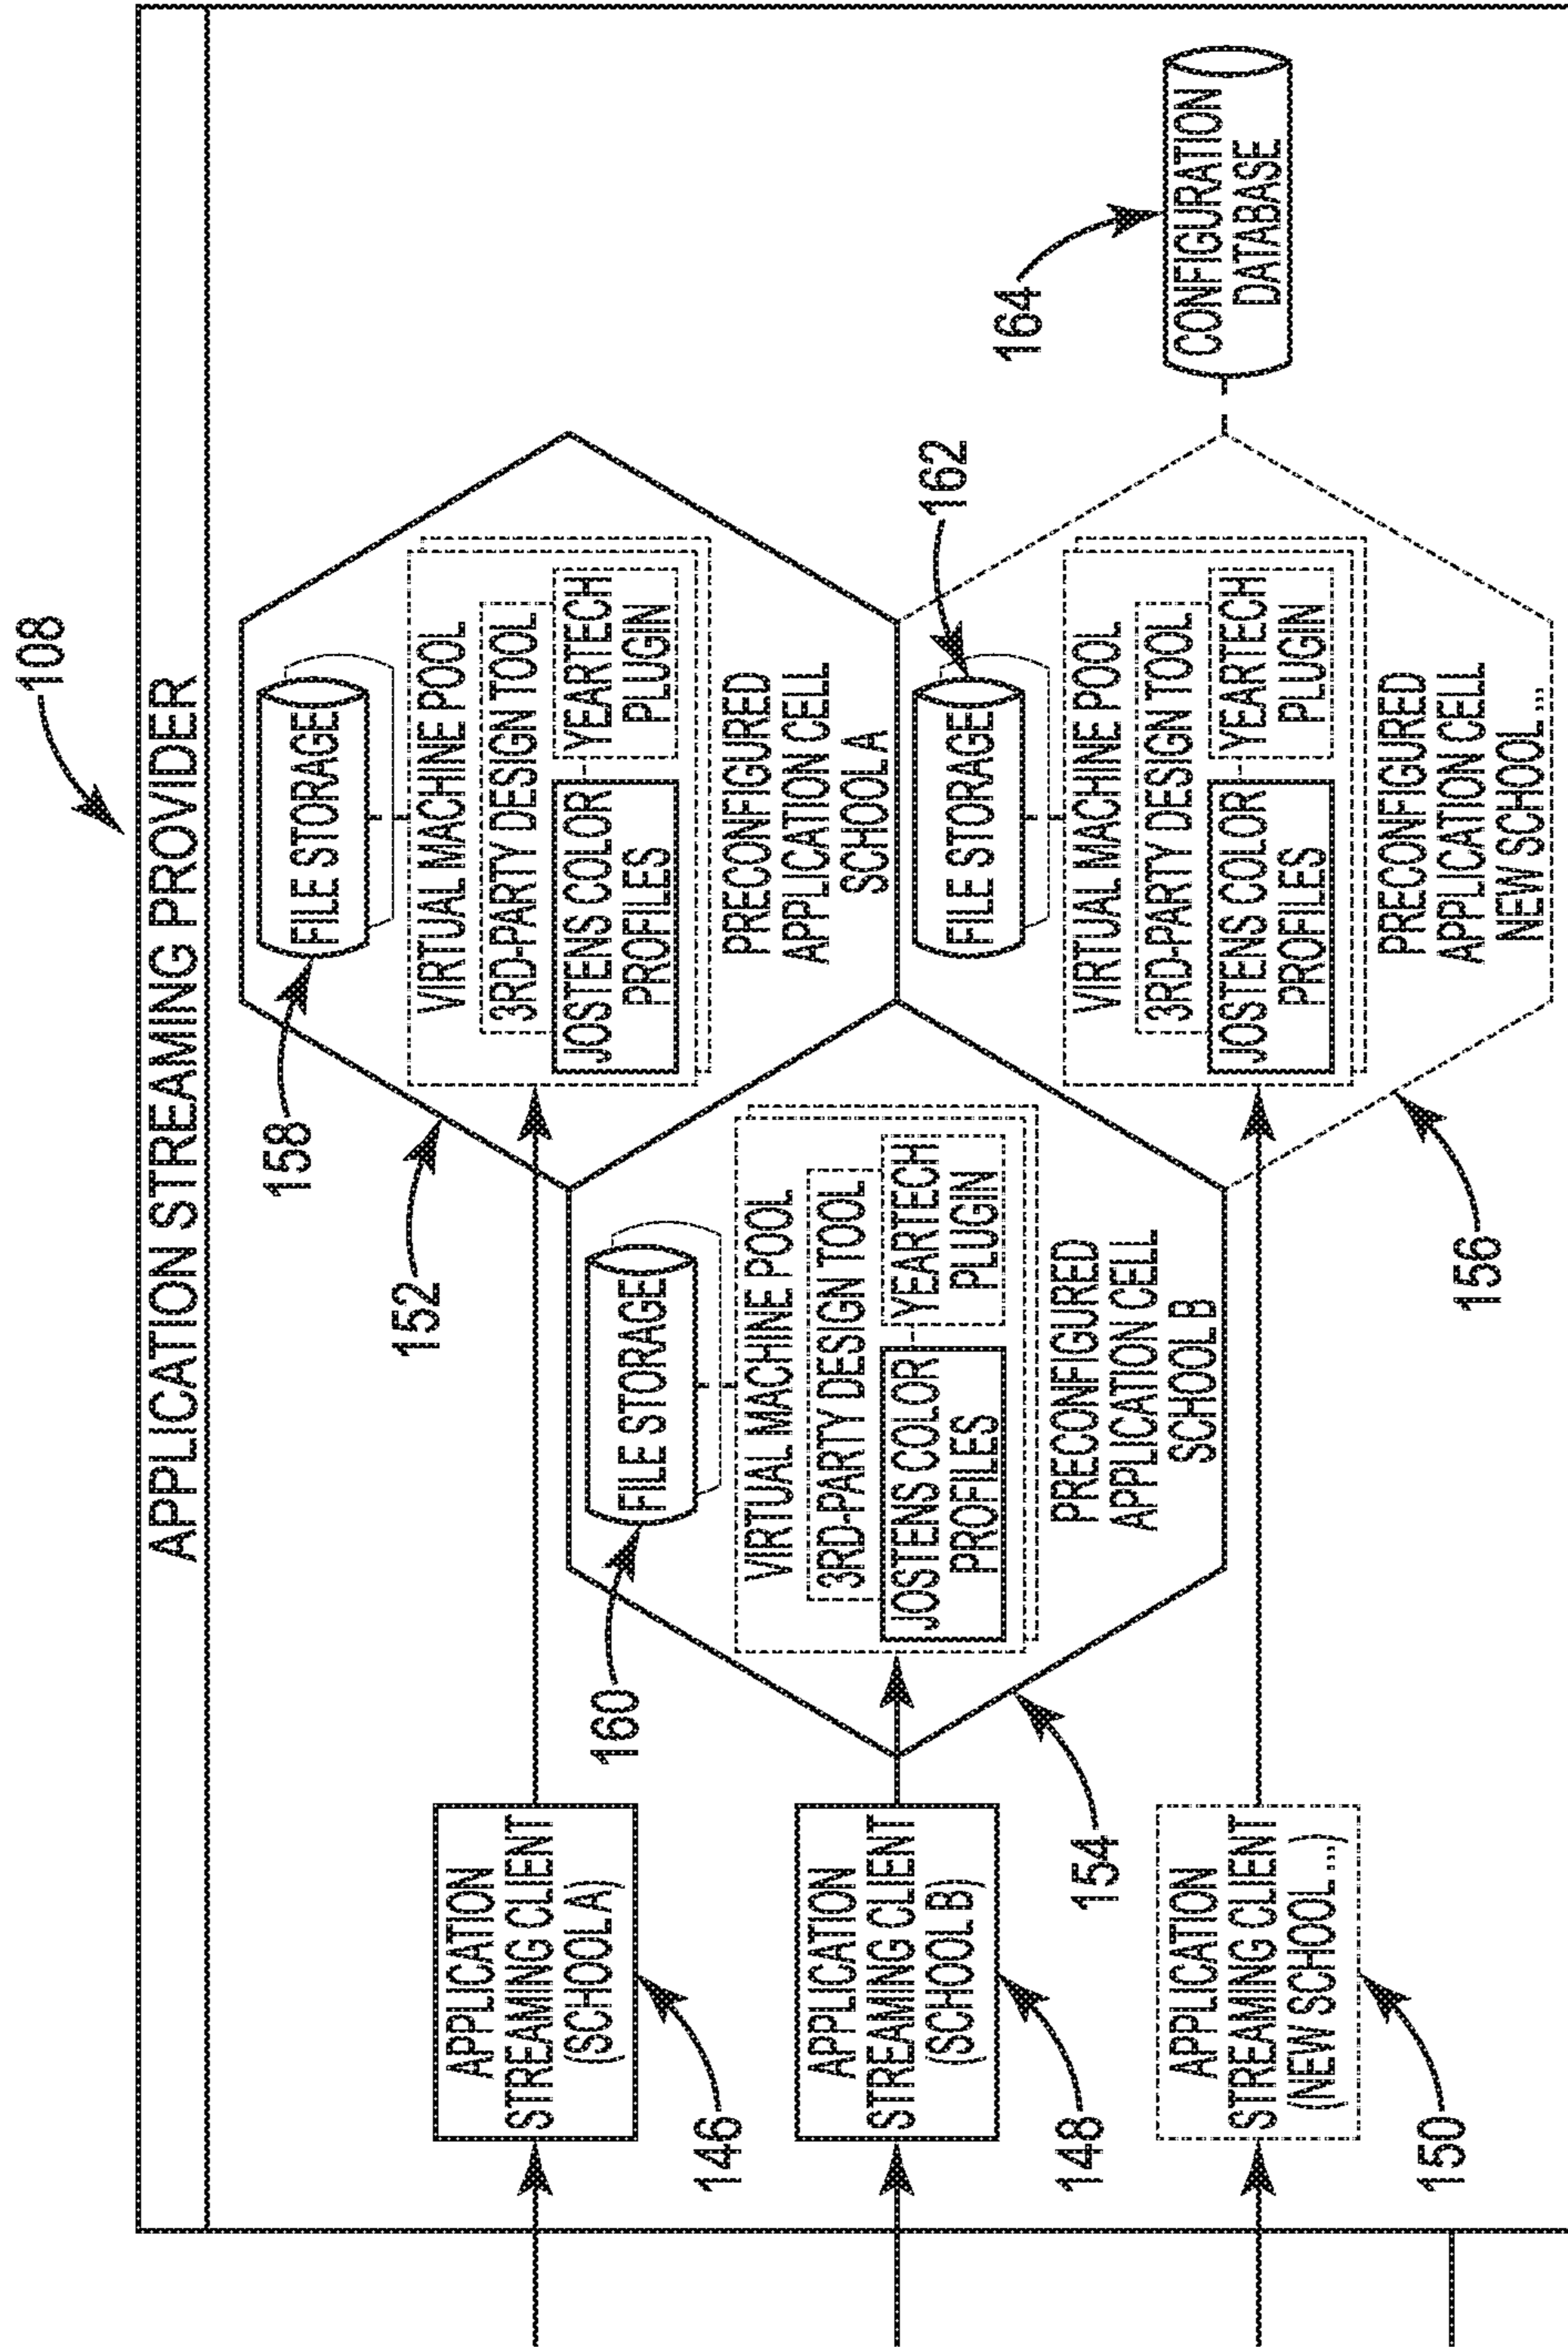 108
APPLICATION STREAMING PROVIDER
APPLICATION
STREAMING CLIENT
(SCHOOL A)
146
APPLICATION
STREAMING CLIENT
(SCHOOL B)
148
APPLICATION
STREAMING CLIENT
(NEW SCHOOL...)
150
152
158
FILE STORAGE
VIRTUAL MACHINE POOL
3RD-PARTY DESIGN TOOL
JOSTENS COLOR
PROFILES
YEARTECH
PLUGIN
PRECONFIGURED
APPLICATION CELL
SCHOOL A
160
FILE STORAGE
VIRTUAL MACHINE POOL
3RD-PARTY DESIGN TOOL
JOSTENS COLOR
PROFILES
YEARTECH
PLUGIN
PRECONFIGURED
APPLICATION CELL
SCHOOL B
154
162
FILE STORAGE
VIRTUAL MACHINE POOL
3RD-PARTY DESIGN TOOL
JOSTENS COLOR
PROFILES
YEARTECH
PLUGIN
PRECONFIGURED
APPLICATION CELL
NEW SCHOOL ...
156
164
CONFIGURATION
DATABASE